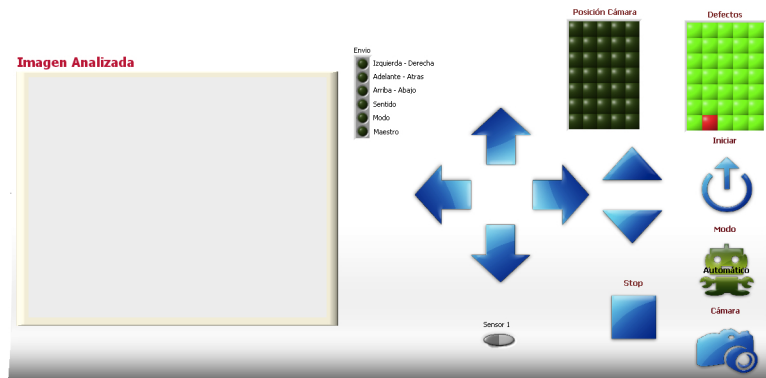 Posición Cámara
Defectos
Imagen Analizada
Envio
Izquierda - Derecha
Adelante - Atras
Arriba - Abajo
Sentido
Modo
Maestro
Iniciar
Modo
Automático
Stop
Cámara
Sensor 1